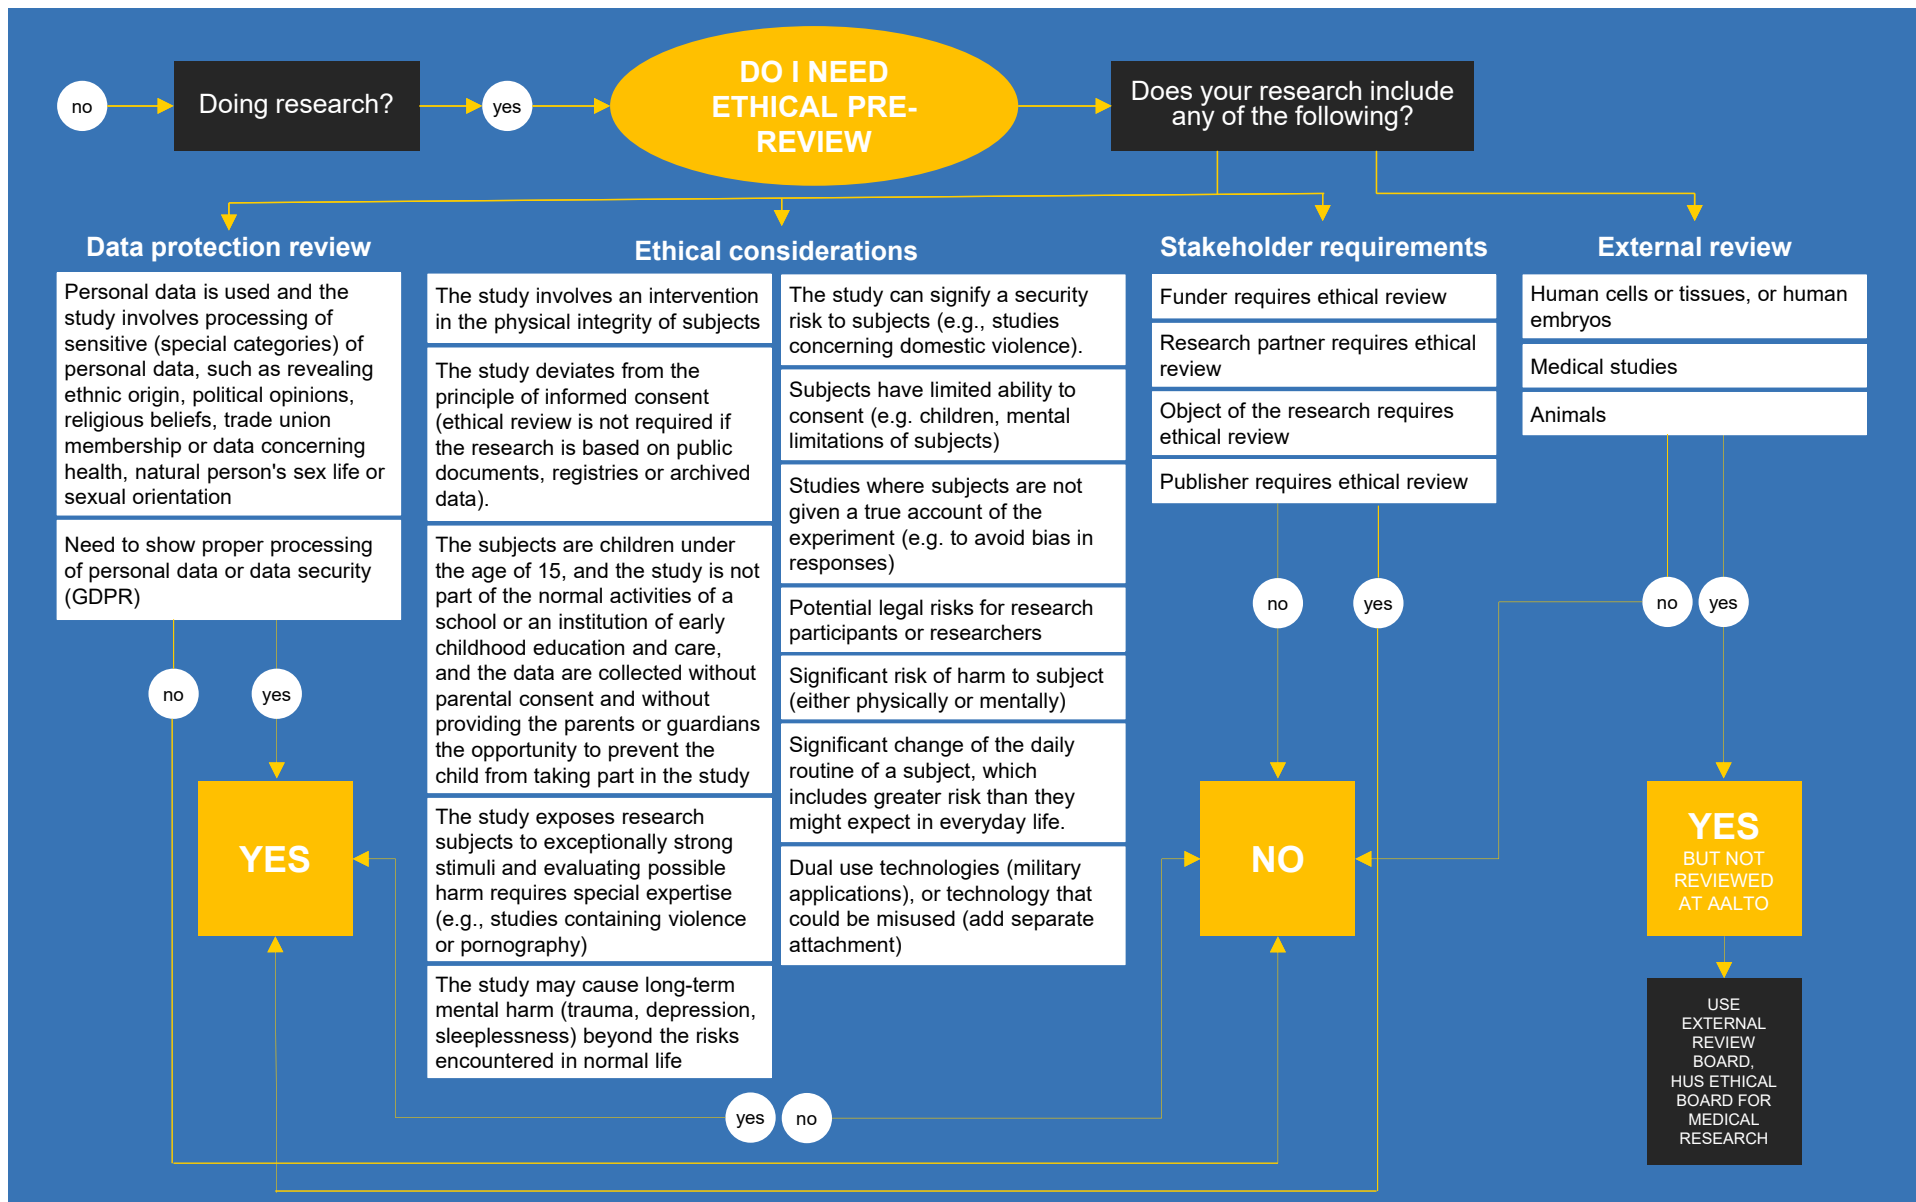 no
Doing research?
yes
DO I NEED
ETHICAL PRE-
REVIEW
Does your research include
any of the following?
Data protection review
Personal data is used and the
study involves processing of
sensitive (special categories) of
personal data, such as revealing
ethnic origin, political opinions,
religious beliefs, trade union
membership or data concerning
health, natural person's sex life or
sexual orientation
Need to show proper processing
of personal data or data security
(GDPR)
no
yes
YES
Ethical considerations
The study involves an intervention
in the physical integrity of subjects
The study deviates from the
principle of informed consent
(ethical review is not required if
the research is based on public
documents, registries or archived
data).
The subjects are children under
the age of 15, and the study is not
part of the normal activities of a
school or an institution of early
childhood education and care,
and the data are collected without
parental consent and without
providing the parents or guardians
the opportunity to prevent the
child from taking part in the study
The study exposes research
subjects to exceptionally strong
stimuli and evaluating possible
harm requires special expertise
(e.g., studies containing violence
or pornography)
The study may cause long-term
mental harm (trauma, depression,
sleeplessness) beyond the risks
encountered in normal life
The study can signify a security
risk to subjects (e.g., studies
concerning domestic violence).
Subjects have limited ability to
consent (e.g. children, mental
limitations of subjects)
Studies where subjects are not
given a true account of the
experiment (e.g. to avoid bias in
responses)
Potential legal risks for research
participants or researchers
Significant risk of harm to subject
(either physically or mentally)
Significant change of the daily
routine of a subject, which
includes greater risk than they
might expect in everyday life.
Dual use technologies (military
applications), or technology that
could be misused (add separate
attachment)
yes
no
Stakeholder requirements
Funder requires ethical review
Research partner requires ethical
review
Object of the research requires
ethical review
Publisher requires ethical review
no
yes
NO
External review
Human cells or tissues, or human
embryos
Medical studies
Animals
no
yes
YES
BUT NOT
REVIEWED
AT AALTO
USE
EXTERNAL
REVIEW
BOARD,
HUS ETHICAL
BOARD FOR
MEDICAL
RESEARCH